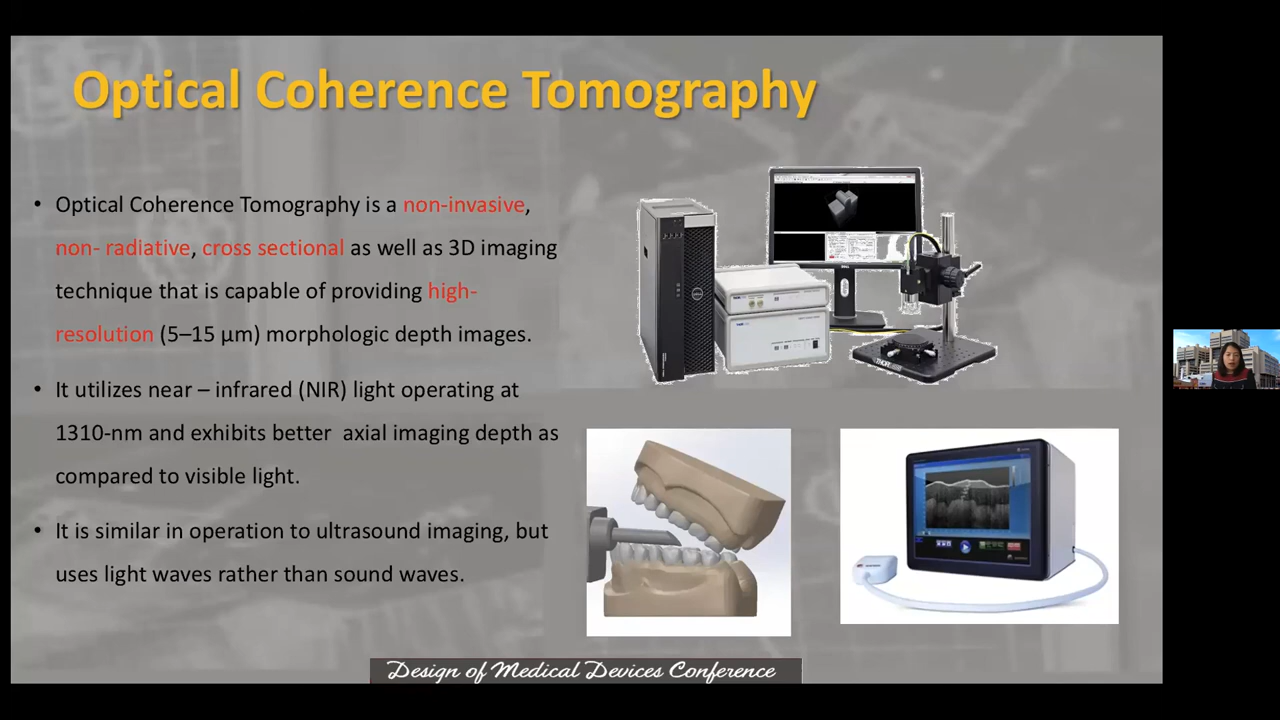 Optical Coherence Tomography
• Optical Coherence Tomography is a non-invasive,
non- radiative, cross sectional as well as 3D imaging
technique that is capable of providing high-
resolution (5–15 µm) morphologic depth images.
• It utilizes near – infrared (NIR) light operating at
1310-nm and exhibits better  axial imaging depth as
compared to visible light.
• It is similar in operation to ultrasound imaging, but
uses light waves rather than sound waves.
Design of Medical Devices Conference